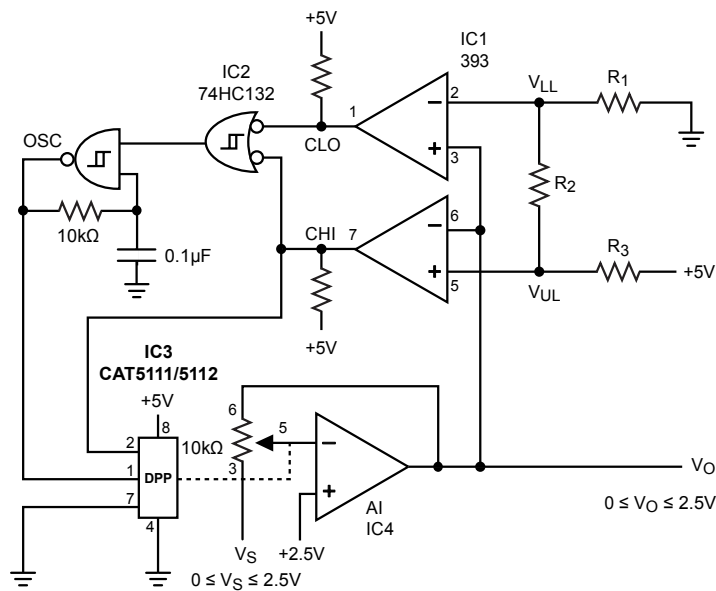 +5V
IC1
393
IC2
74HC132
VLL
R1
2
1
OSC
CLO
+
3
R2
10kΩ
0.1µF
CHI
7
6
R3
+5V
+
5
VUL
+5V
IC3
CAT5111/5112
+5V
8
6
5
2
10kΩ
1
DPP
3
7
+
VO
4
AI
IC4
0 ≤ VO ≤ 2.5V
VS
+2.5V
0 ≤ VS ≤ 2.5V